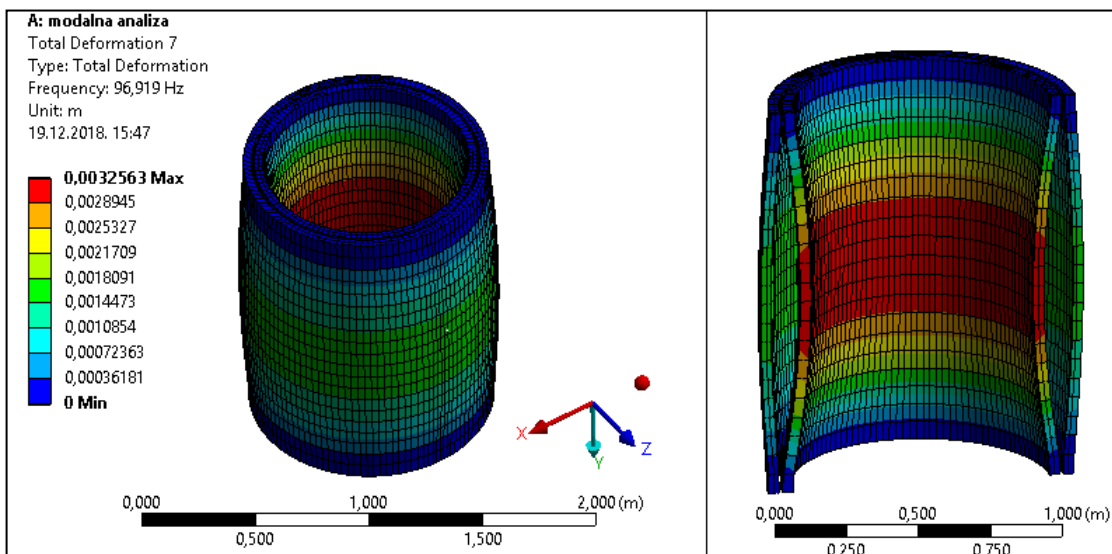 A: modalna analiza
Total Deformation 7
Type: Total Deformation
Frequency: 96,919 Hz
Unit: m
19.12.2018. 15:47
0,0032563 Max
0,0028945
0,0025327
0,0021709
0,0018091
0,0014473
0,0010854
0,00072363
0,00036181
0 Min
X
Y
Z
0,000 1,000 2,000 (m)
0,500 1,500
0,000 0,500 1,000 (m)
0,250 0,750